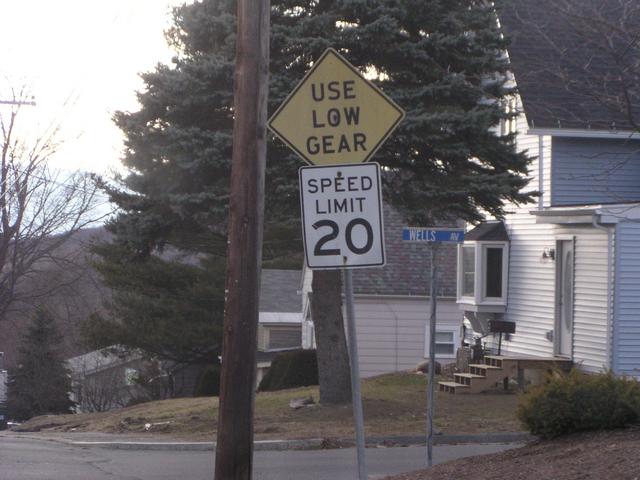 USE
LOW
GEAR
SPEED
LIMIT
20
WELLS AV